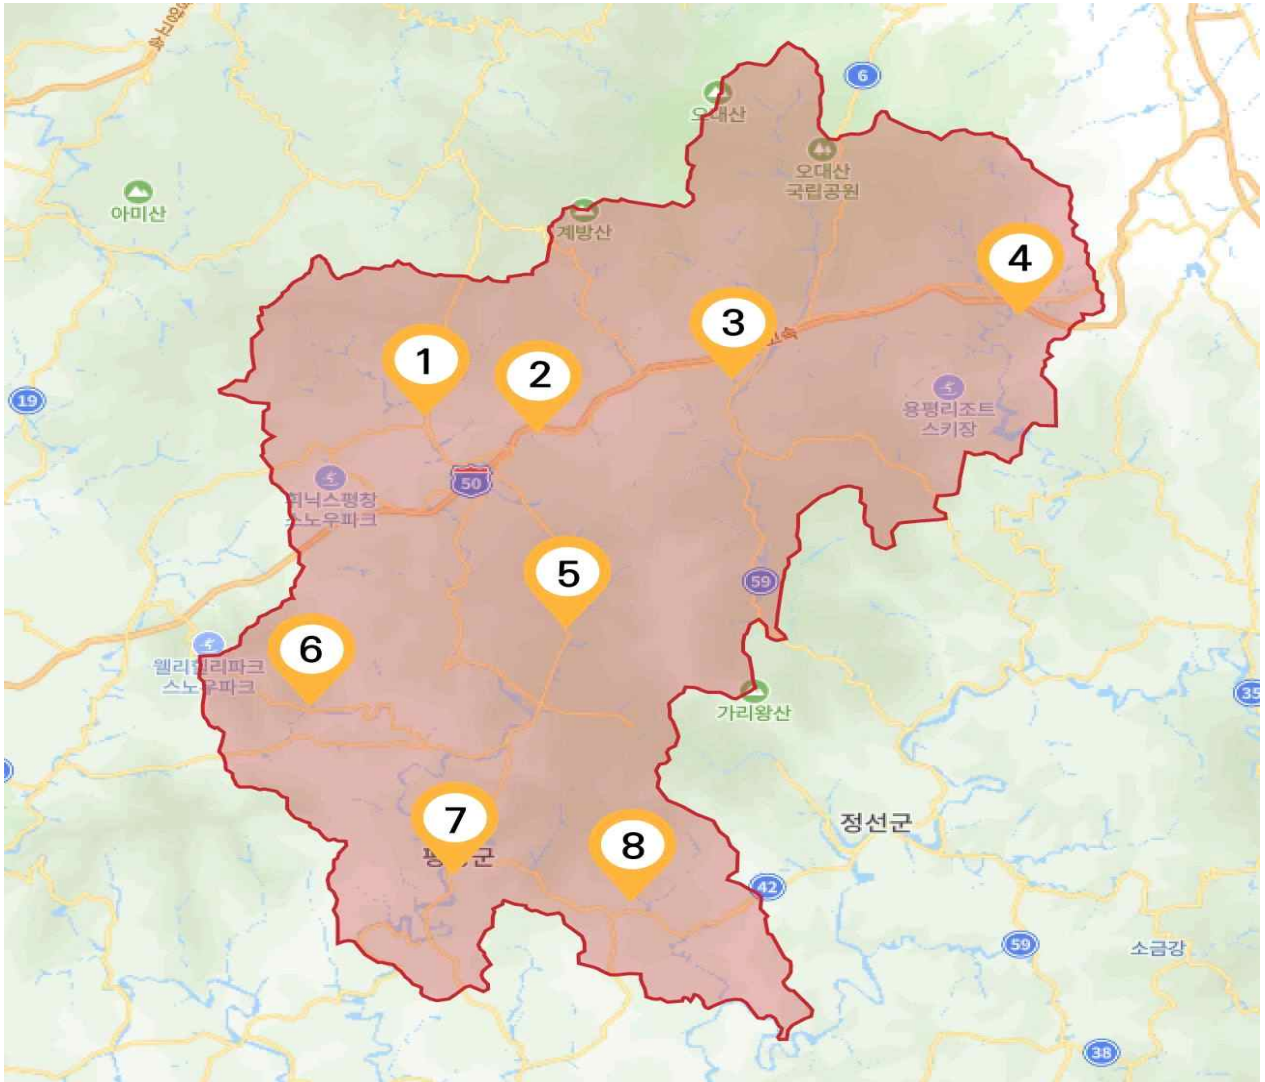 6
오대산
오대산
국립공원
아미산
계방산
4
3
고속
1
2
19
용평리조트
스키장
50
휘닉스평창
스노우파크
5
59
6
웰리힐리파크
스노우파크
35
가리왕산
7
정선군
8
42
59
소금강
38